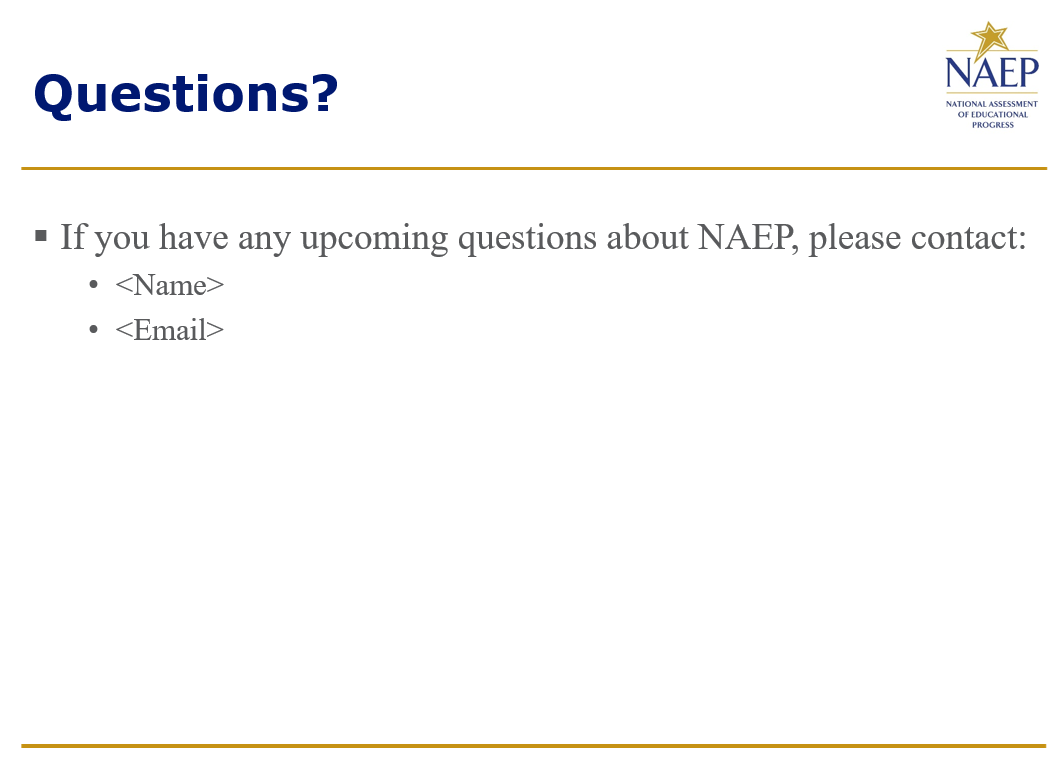 Questions?
NAEP
NATIONAL ASSESSMENT
OF EDUCATIONAL
PROGRESS
▪ If you have any upcoming questions about NAEP, please contact:
• <Name>
• <Email>